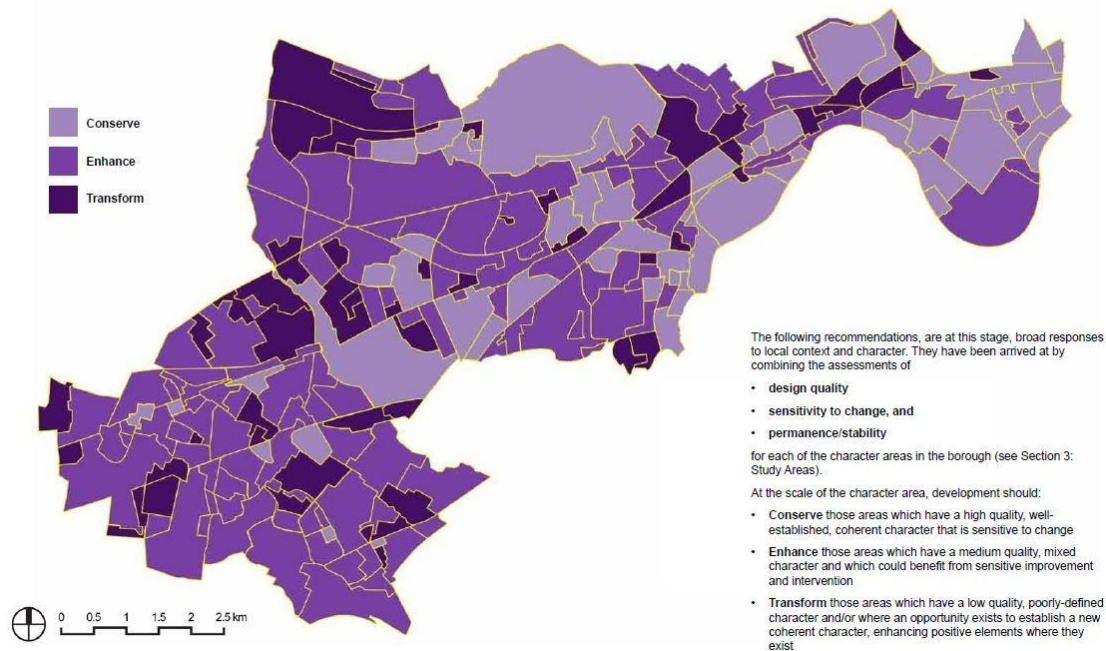 Conserve
Enhance
Transform
The following recommendations, are at this stage, broad responses
to local context and character. They have been arrived at by
combining the assessments of
• design quality
• sensitivity to change, and
• permanence/stability
for each of the character areas in the borough (see Section 3:
Study Areas).
At the scale of the character area, development should:
• Conserve those areas which have a high quality, well-
established, coherent character that is sensitive to change
• Enhance those areas which have a medium quality, mixed
character and which could benefit from sensitive improvement
and intervention
• Transform those areas which have a low quality, poorly-defined
character and/or where an opportunity exists to establish a new
coherent character, enhancing positive elements where they
exist
0 0.5 1 1.5 2 2.5 km